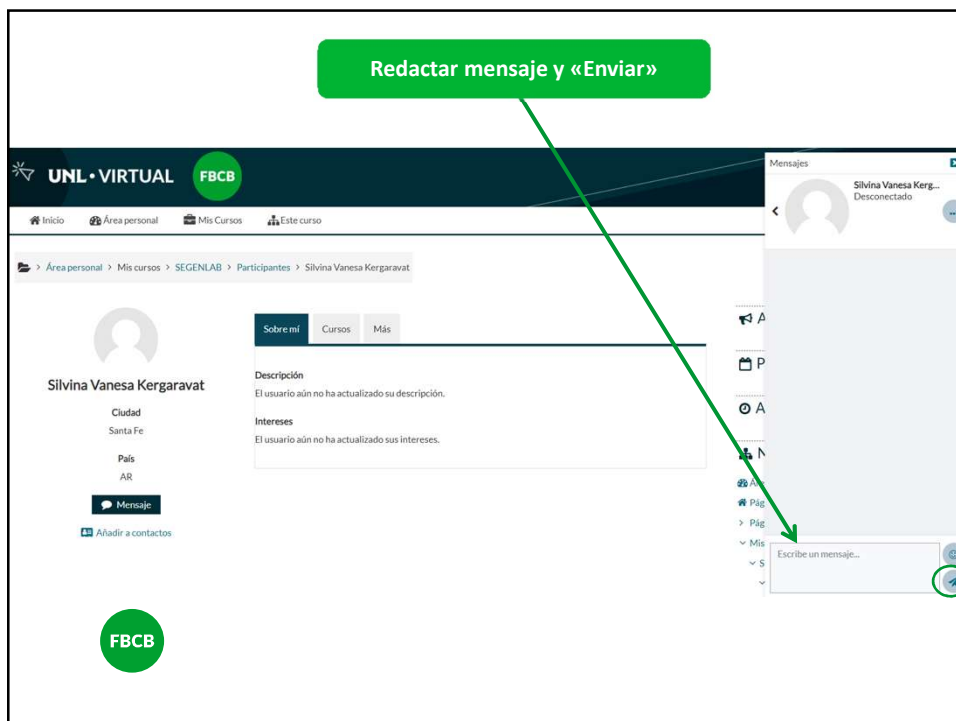 Redactar mensaje y «Enviar»
UNL•VIRTUAL FBCB
Inicio Área personal Mis Cursos Este curso
> Área personal > Mis cursos > SEGENLAB > Participantes > Silvina Vanesa Kergaravat
Silvina Vanesa Kergaravat
Ciudad
Santa Fe
País
AR
Mensaje
Añadir a contactos
Sobre mí Cursos Más
Descripción
El usuario aún no ha actualizado su descripción.
Intereses
El usuario aún no ha actualizado sus intereses.
A
P
A
N
Pág
> Pág
Mis
S
Mensajes
Silvina Vanesa Kerg...
Desconectado
Escribe un mensaje...
FBCB